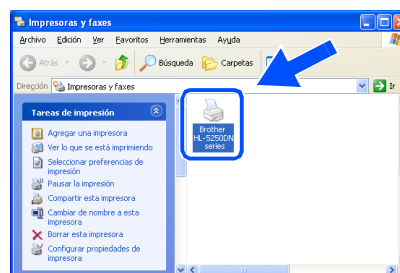 Impresoras y faxes
Archivo Edición Ver Favoritos Herramientas Ayuda
Atrás Búsqueda Carpetas
Dirección Impresoras y faxes Ir
Tareas de impresión
Agregar una impresora
Ver lo que se está imprimiendo
Seleccionar preferencias de
impresión
Pausar la impresión
Compartir esta impresora
Cambiar de nombre a esta
impresora
Borrar esta impresora
Configurar propiedades de
impresora
Brother
HL-5250DN
series